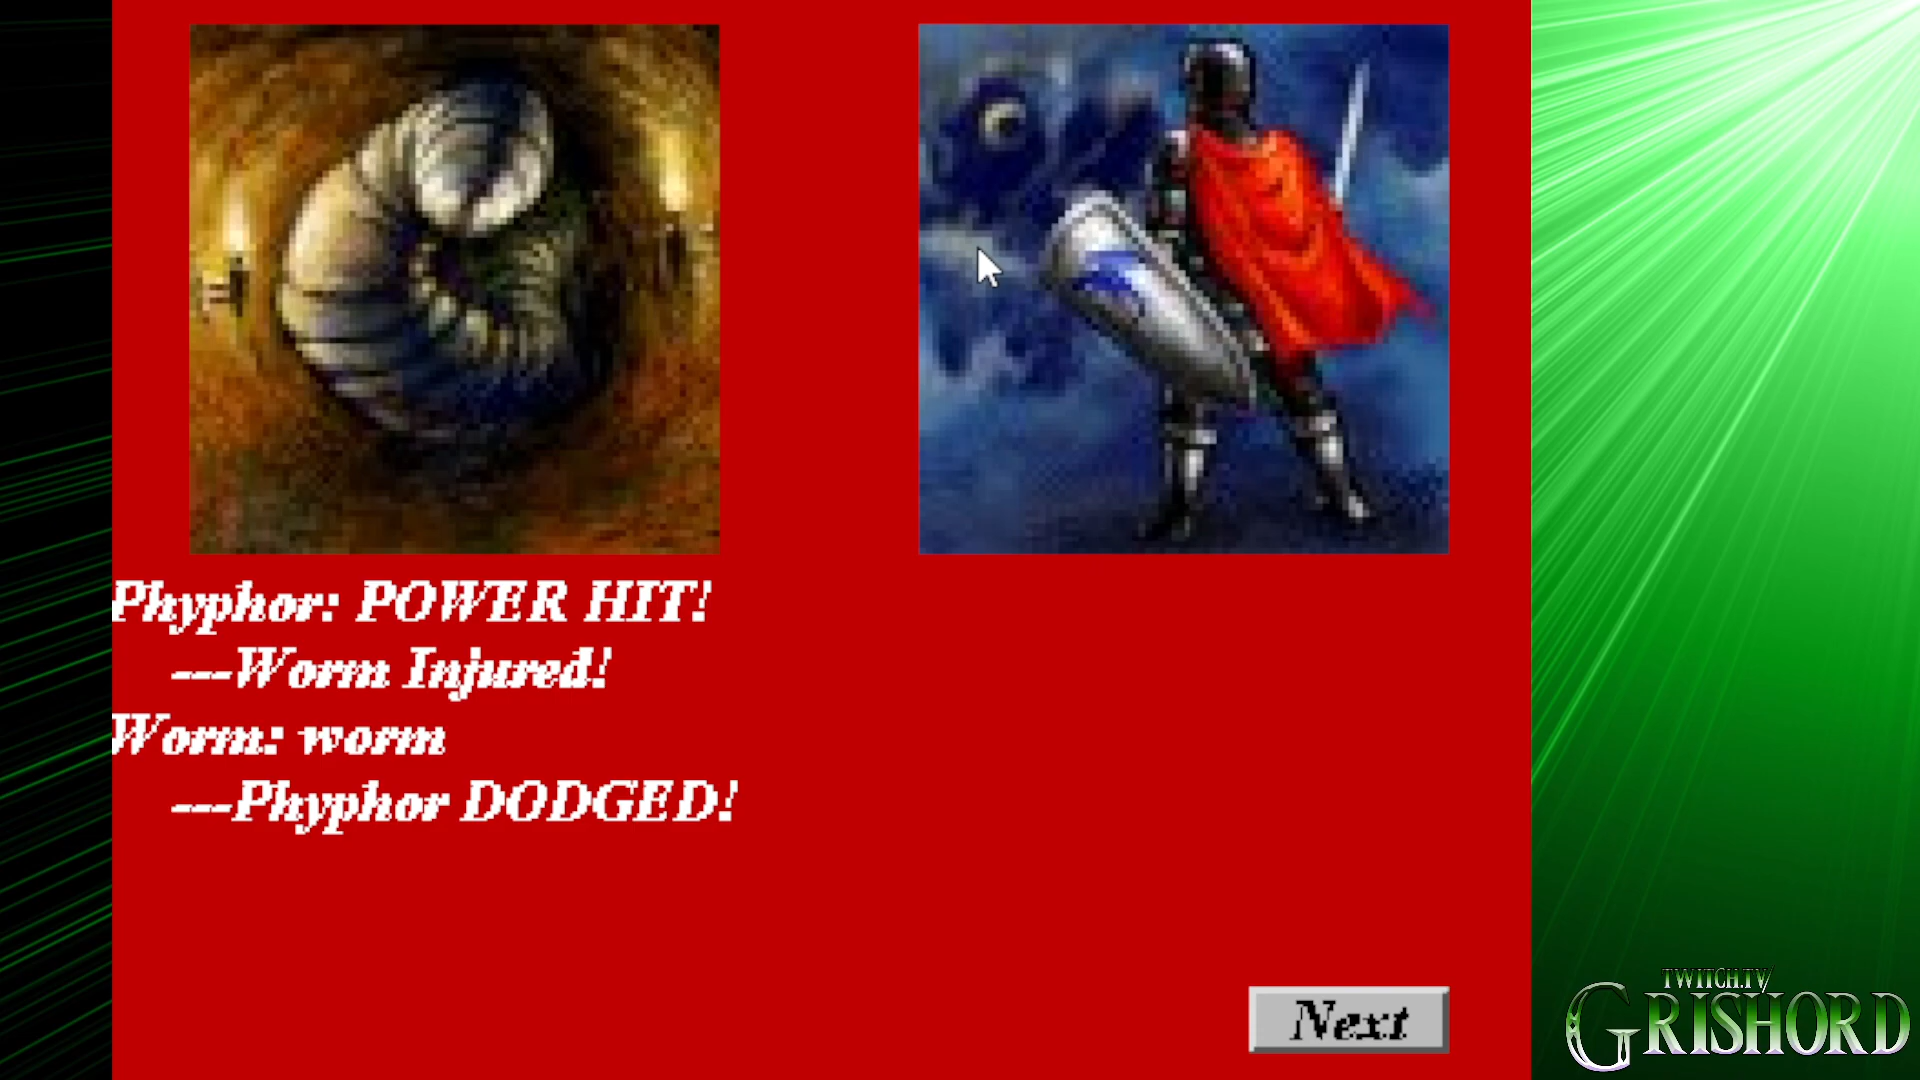 Phyphor: POWER HIT!
---Worm Injured!
Worm: worm
---Phyphor DODGED!
Next
TWITCH.TV/
GRISHORD